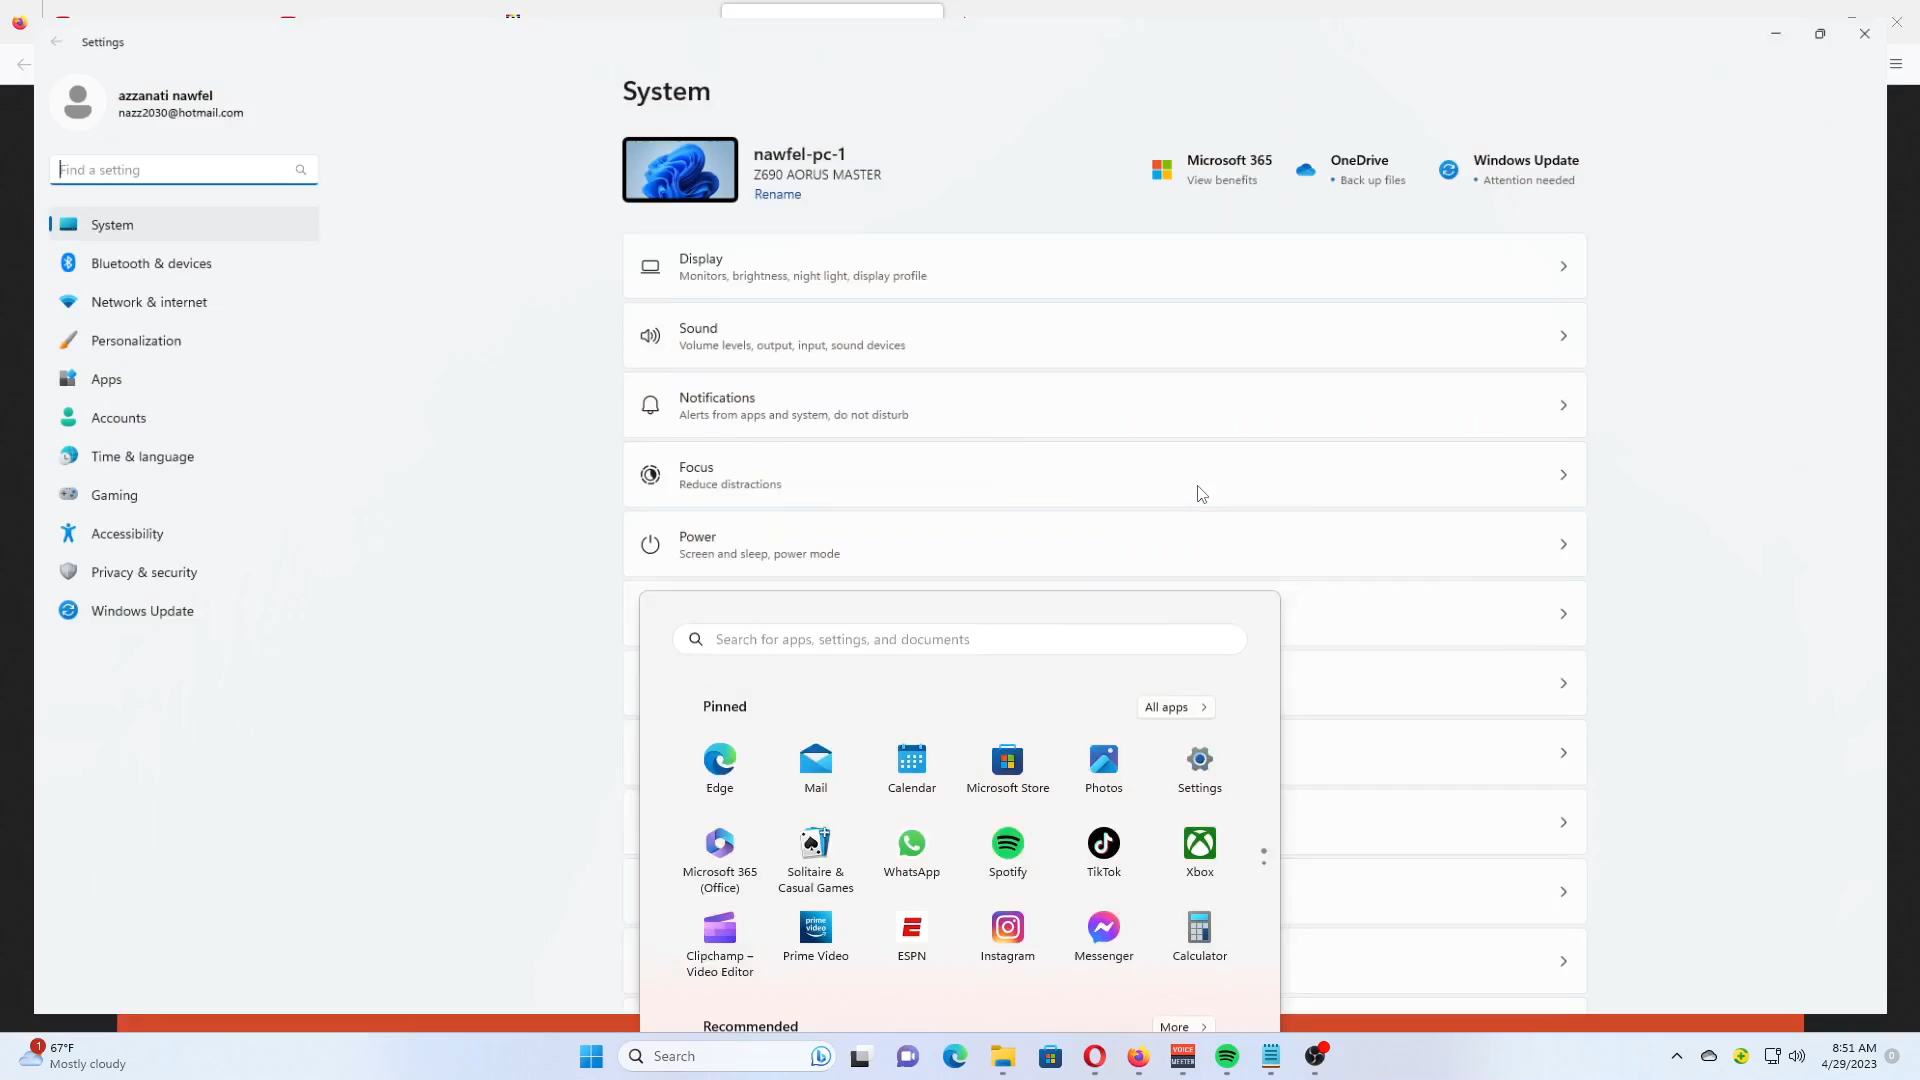 Settings
azzanati nawfel
nazz2030@hotmail.com
Find a setting
System
Bluetooth & devices
Network & internet
Personalization
Apps
Accounts
Time & language
Gaming
Accessibility
Privacy & security
Windows Update
System
nawfel-pc-1
Z690 AORUS MASTER
Rename
Microsoft 365
View benefits
OneDrive
• Back up files
Windows Update
• Attention needed
Display
Monitors, brightness, night light, display profile
Sound
Volume levels, output, input, sound devices
Notifications
Alerts from apps and system, do not disturb
Focus
Reduce distractions
Power
Screen and sleep, power mode
Search for apps, settings, and documents
Pinned
All apps
Edge
Mail
Calendar
Microsoft Store
Photos
Settings
Microsoft 365
(Office)
Solitaire &
Casual Games
WhatsApp
Spotify
TikTok
Xbox
prime
video
Clipchamp –
Video Editor
Prime Video
ESPN
Instagram
Messenger
Calculator
Recommended
More
1
67°F
Mostly cloudy
Search
VOICE
MEETER
8:51 AM
4/29/2023
0